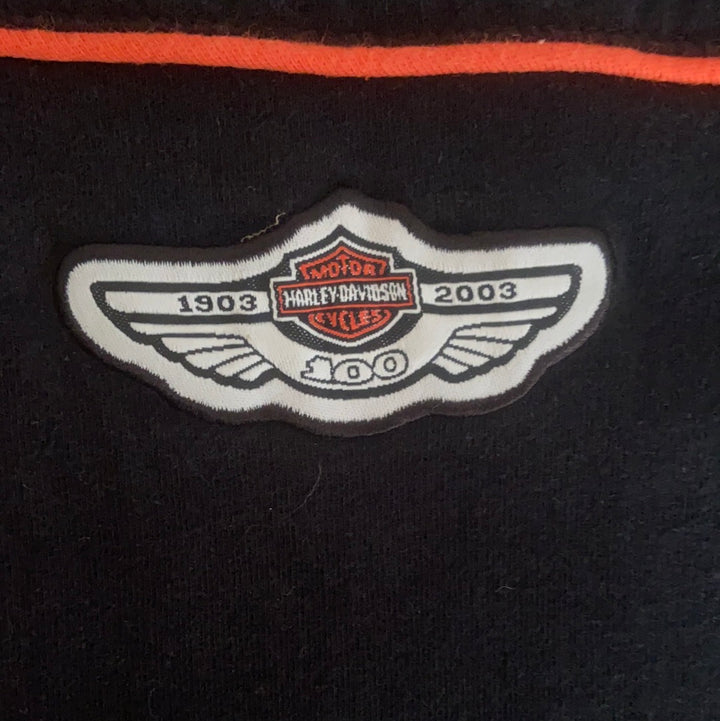 MOTOR
1903 HARLEY-DAVIDSON 2003
CYCLES
100